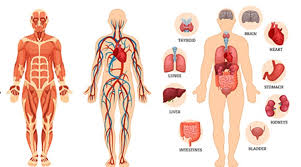 THYROID
BRAIN
LUNGS
HEART
LIVER
STOMACH
KIDNEYS
INTESTINES
BLADDER